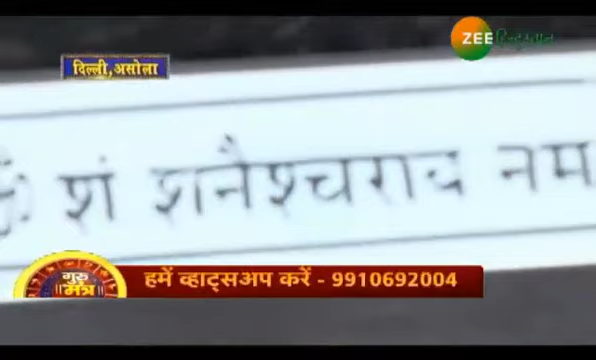 ZEE हिन्दुस्तान
दिल्ली,असोला
ॐ शं शनैश्चराय नम
हमें व्हाट्सअप करें - 9910692004
गुरु
॥मंत्र॥